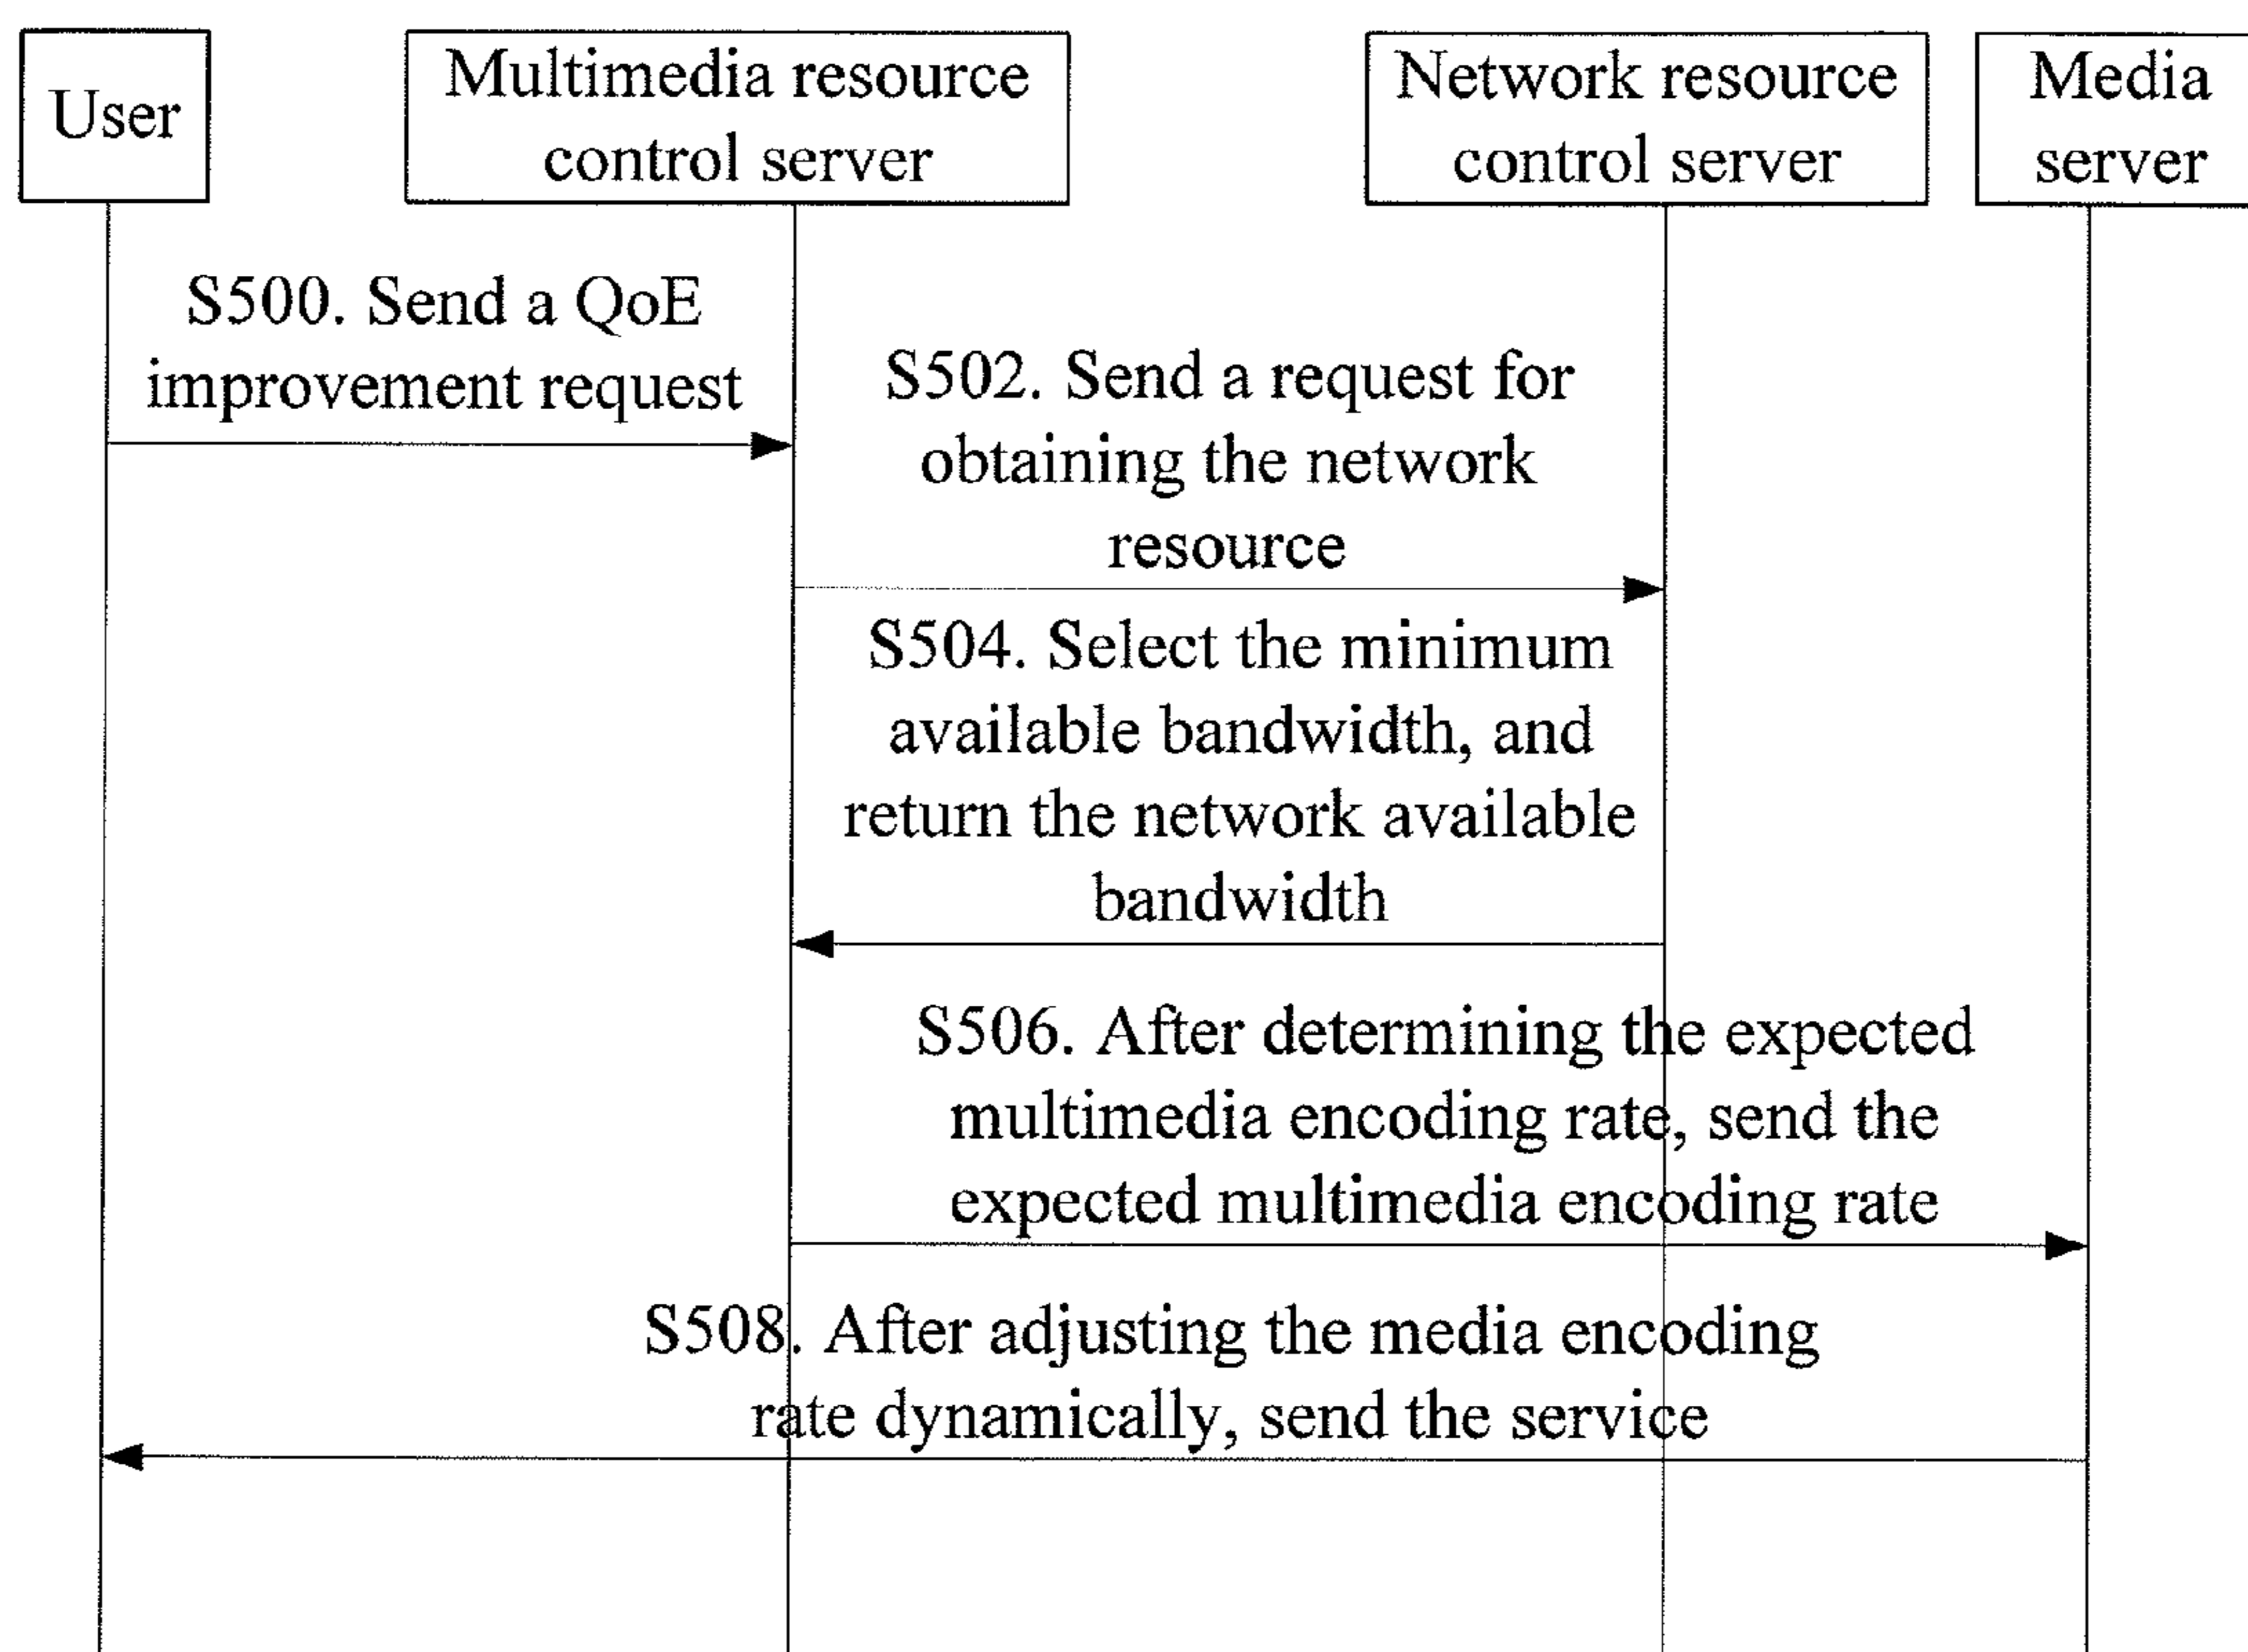 User
Multimedia resource
control server
Network resource
control server
Media
server
S500. Send a QoE
improvement request
S502. Send a request for
obtaining the network
resource
S504. Select the minimum
available bandwidth, and
return the network available
bandwidth
S506. After determining the expected
multimedia encoding rate, send the
expected multimedia encoding rate
S508. After adjusting the media encoding
rate dynamically, send the service